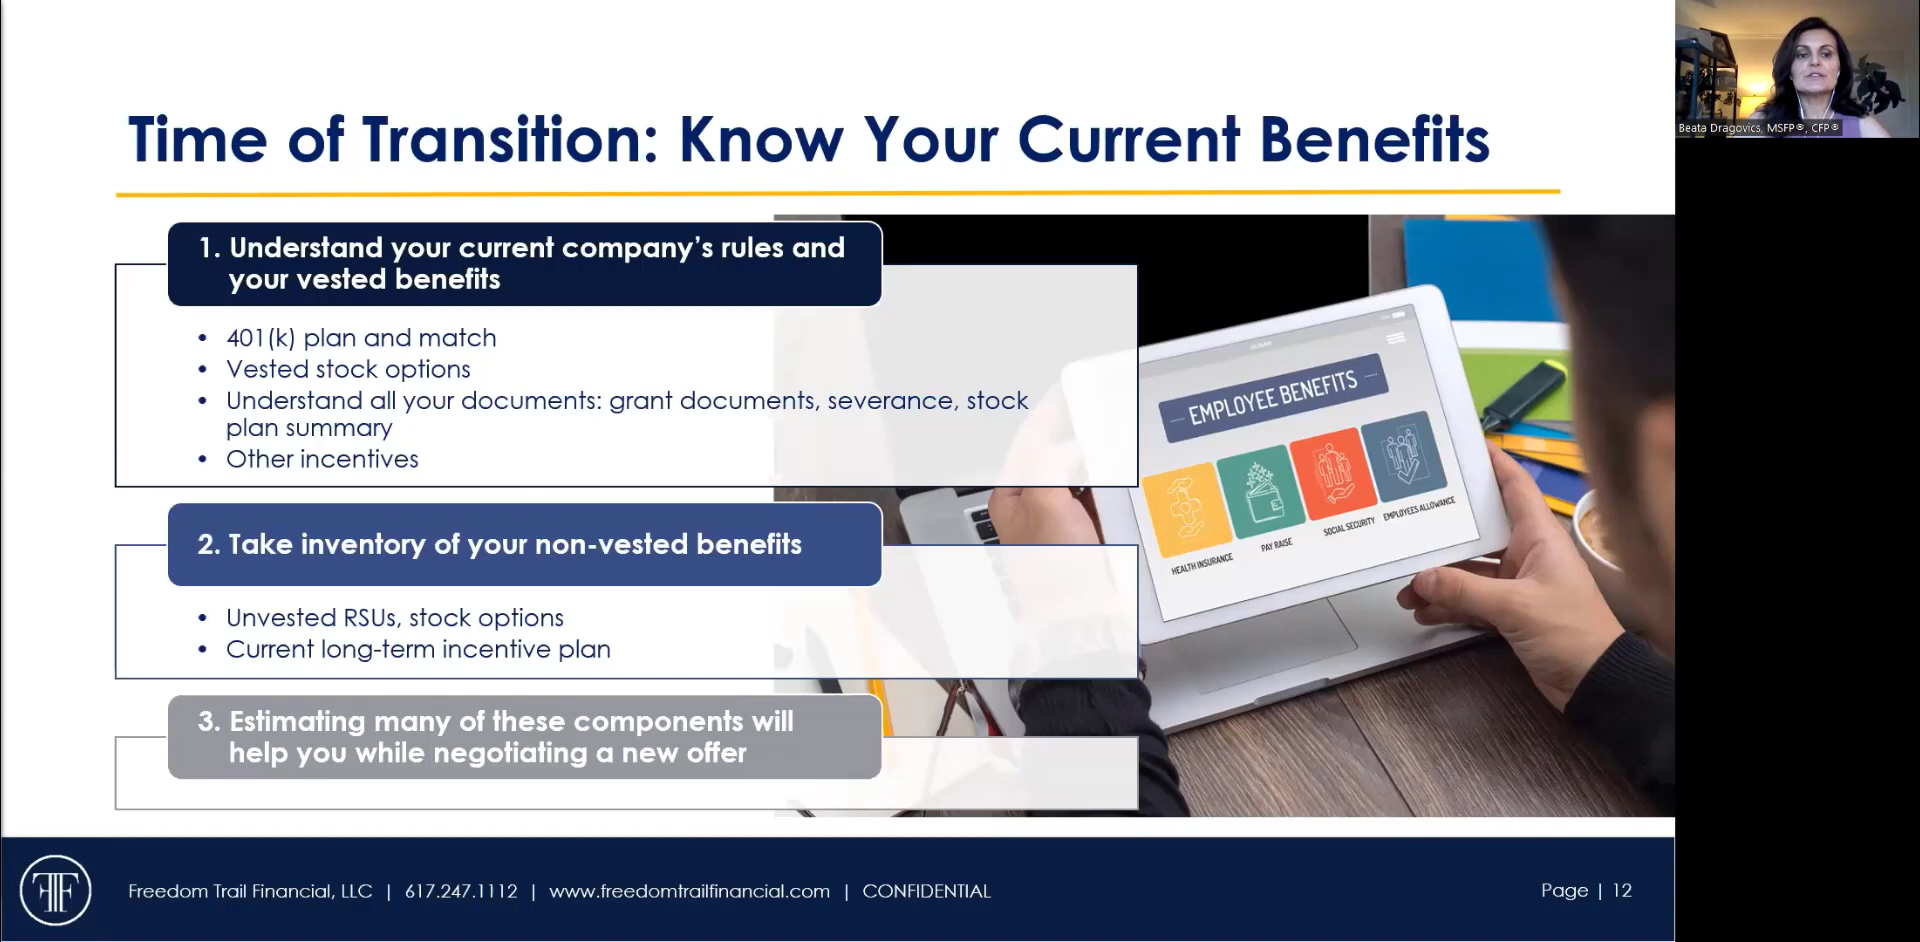 Time of Transition: Know Your Current Benefits
1. Understand your current company's rules and
your vested benefits
• 401(k) plan and match
• Vested stock options
• Understand all your documents: grant documents, severance, stock
plan summary
• Other incentives
2. Take inventory of your non-vested benefits
• Unvested RSUs, stock options
• Current long-term incentive plan
3. Estimating many of these components will
help you while negotiating a new offer
EMPLOYEE BENEFITS
HEALTH INSURANCE
PAY RAISE
SOCIAL SECURITY
EMPLOYEES ALLOWANCE
Beata Dragovics, MSFP®, CFP®
Freedom Trail Financial, LLC | 617.247.1112 | www.freedomtrailfinancial.com | CONFIDENTIAL
Page | 12